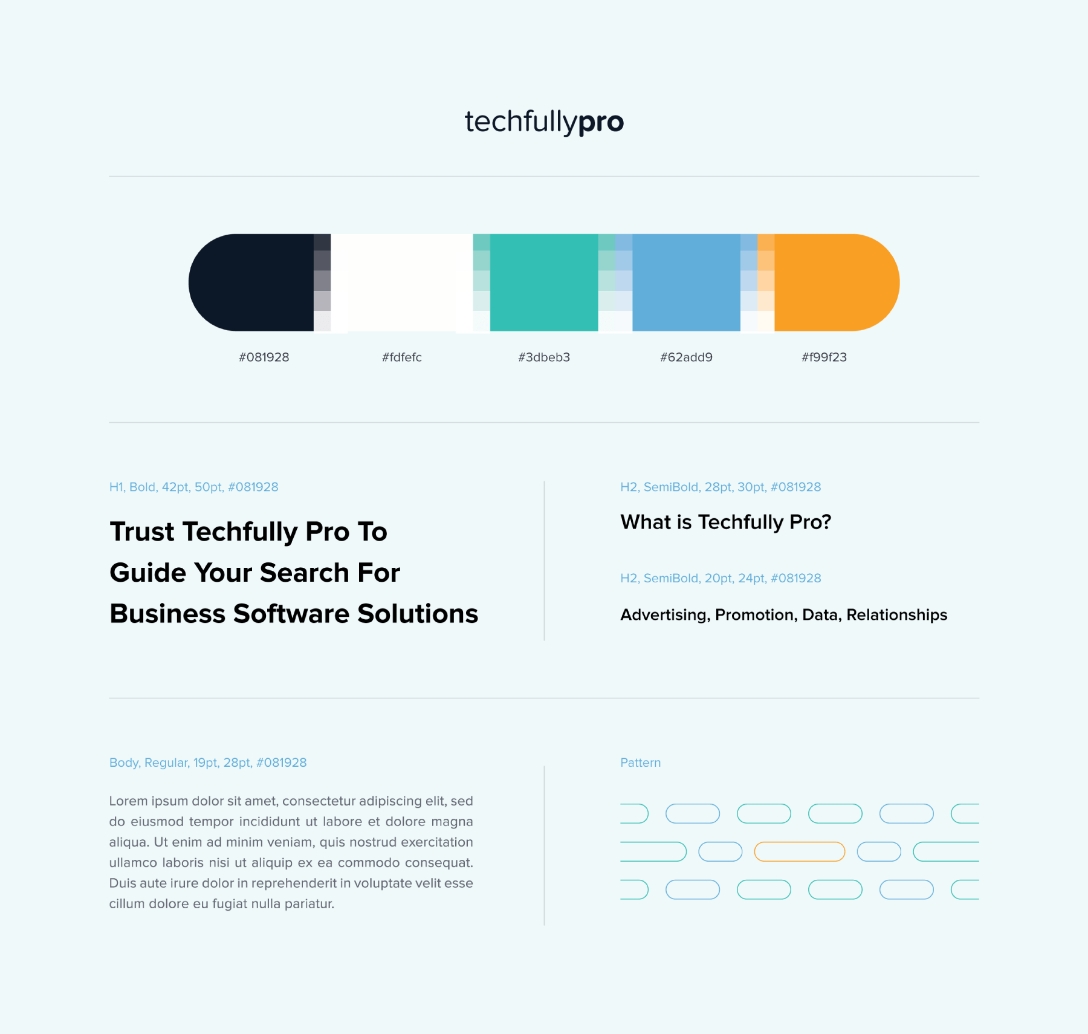 techfullypro
#081928
#fdfefc
#3dbeb3
#62add9
#f99f23
H1, Bold, 42pt, 50pt, #081928
Trust Techfully Pro To
Guide Your Search For
Business Software Solutions
H2, SemiBold, 28pt, 30pt, #081928
What is Techfully Pro?
H2, SemiBold, 20pt, 24pt, #081928
Advertising, Promotion, Data, Relationships
Body, Regular, 19pt, 28pt, #081928
Lorem ipsum dolor sit amet, consectetur adipiscing elit, sed
do eiusmod tempor incididunt ut labore et dolore magna
aliqua. Ut enim ad minim veniam, quis nostrud exercitation
ullamco laboris nisi ut aliquip ex ea commodo consequat.
Duis aute irure dolor in reprehenderit in voluptate velit esse
cillum dolore eu fugiat nulla pariatur.
Pattern